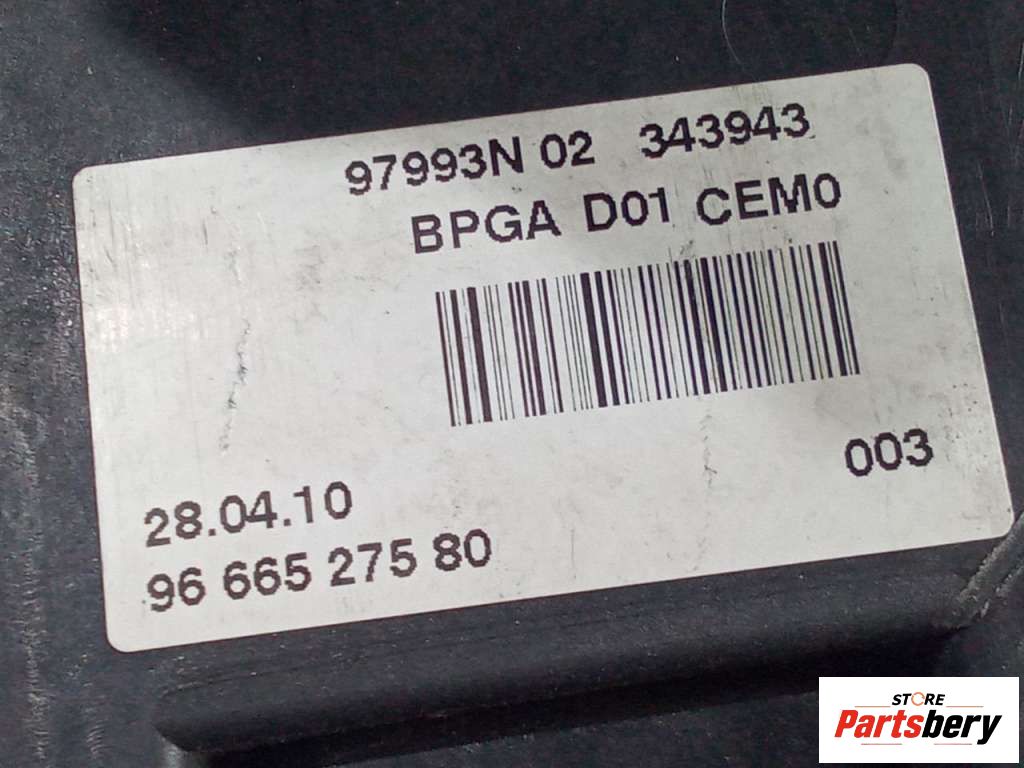 97993N 02 343943
BPGA D01 CEM0
003
28.04.10
96 665 275 80
STORE
Partsbery